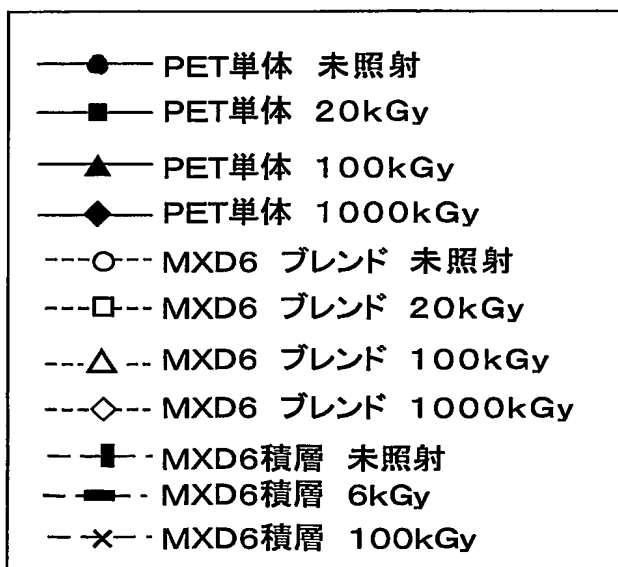 PET単体 未照射
PET単体 20kGy
PET単体 100kGy
PET単体 1000kGy
MXD6 ブレンド 未照射
MXD6 ブレンド 20kGy
MXD6 ブレンド 100kGy
MXD6 ブレンド 1000kGy
MXD6積層 未照射
MXD6積層 6kGy
MXD6積層 100kGy